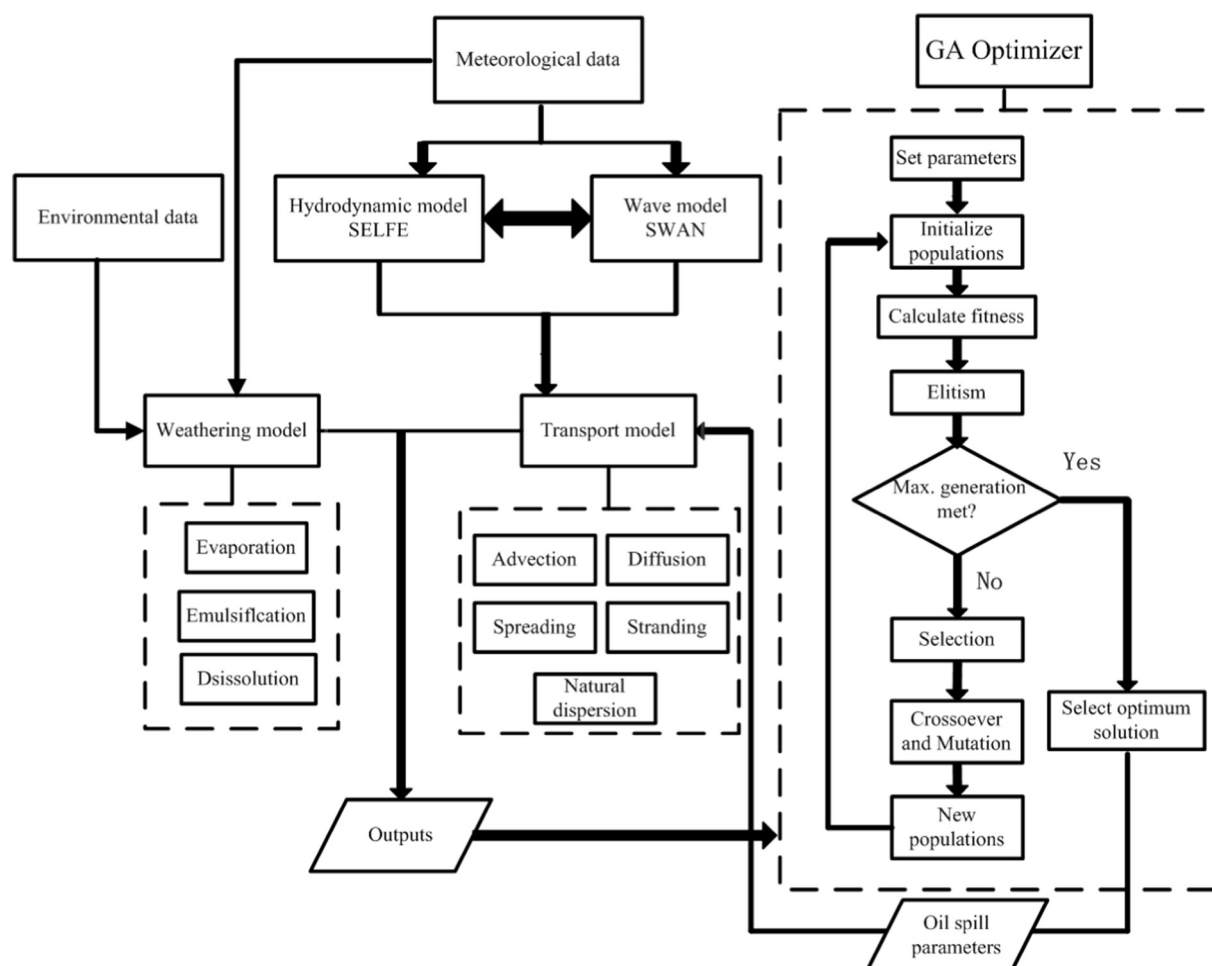 Meteorological data
GA Optimizer
Environmental data
Hydrodynamic model
SELFE
Wave model
SWAN
Set parameters
Initialize
populations
Calculate fitness
Elitism
Weathering model
Transport model
Max. generation
met?
Yes
No
Evaporation
Emulsiflcation
Dsissolution
Advection
Diffusion
Spreading
Stranding
Natural
dispersion
Selection
Crossoever
and Mutation
New
populations
Select optimum
solution
Outputs
Oil spill
parameters